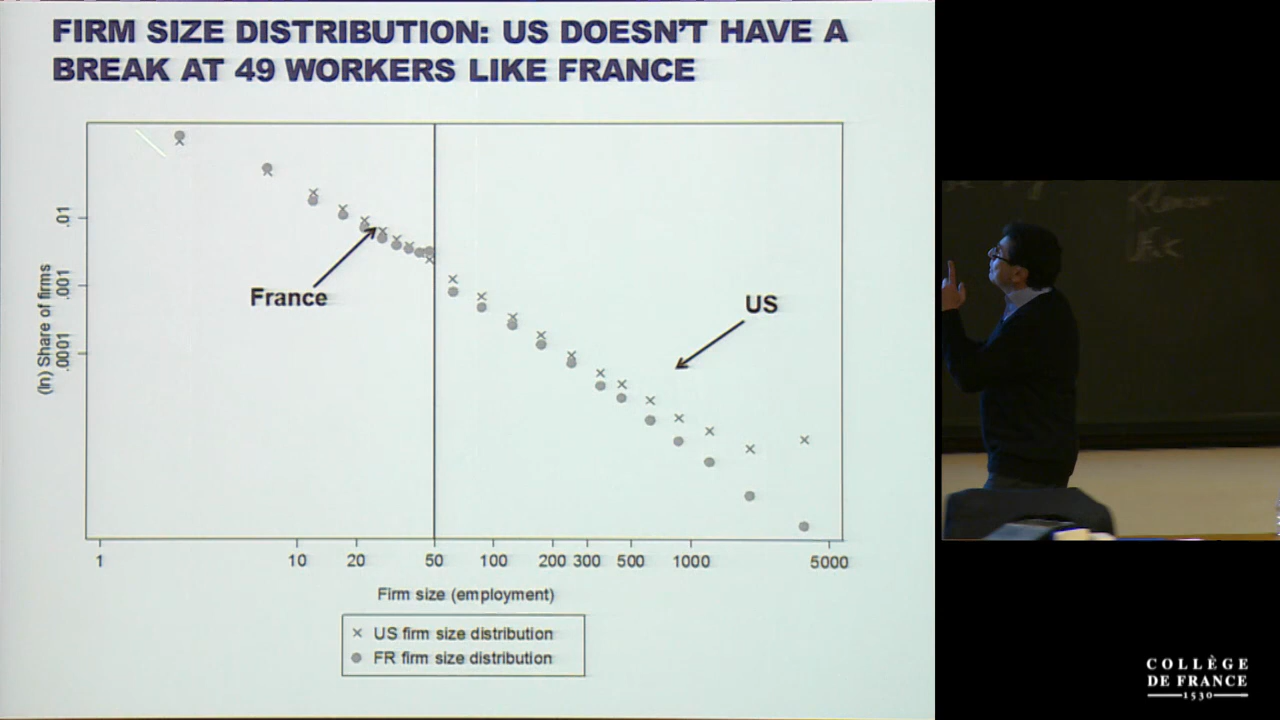 FIRM SIZE DISTRIBUTION: US DOESN'T HAVE A
BREAK AT 49 WORKERS LIKE FRANCE
(ln) Share of firms
.01
.001
.0001
France
US
1
10
20
50
100
200
300
500
1000
5000
Firm size (employment)
× US firm size distribution
● FR firm size distribution
COLLÈGE
DE FRANCE
1530